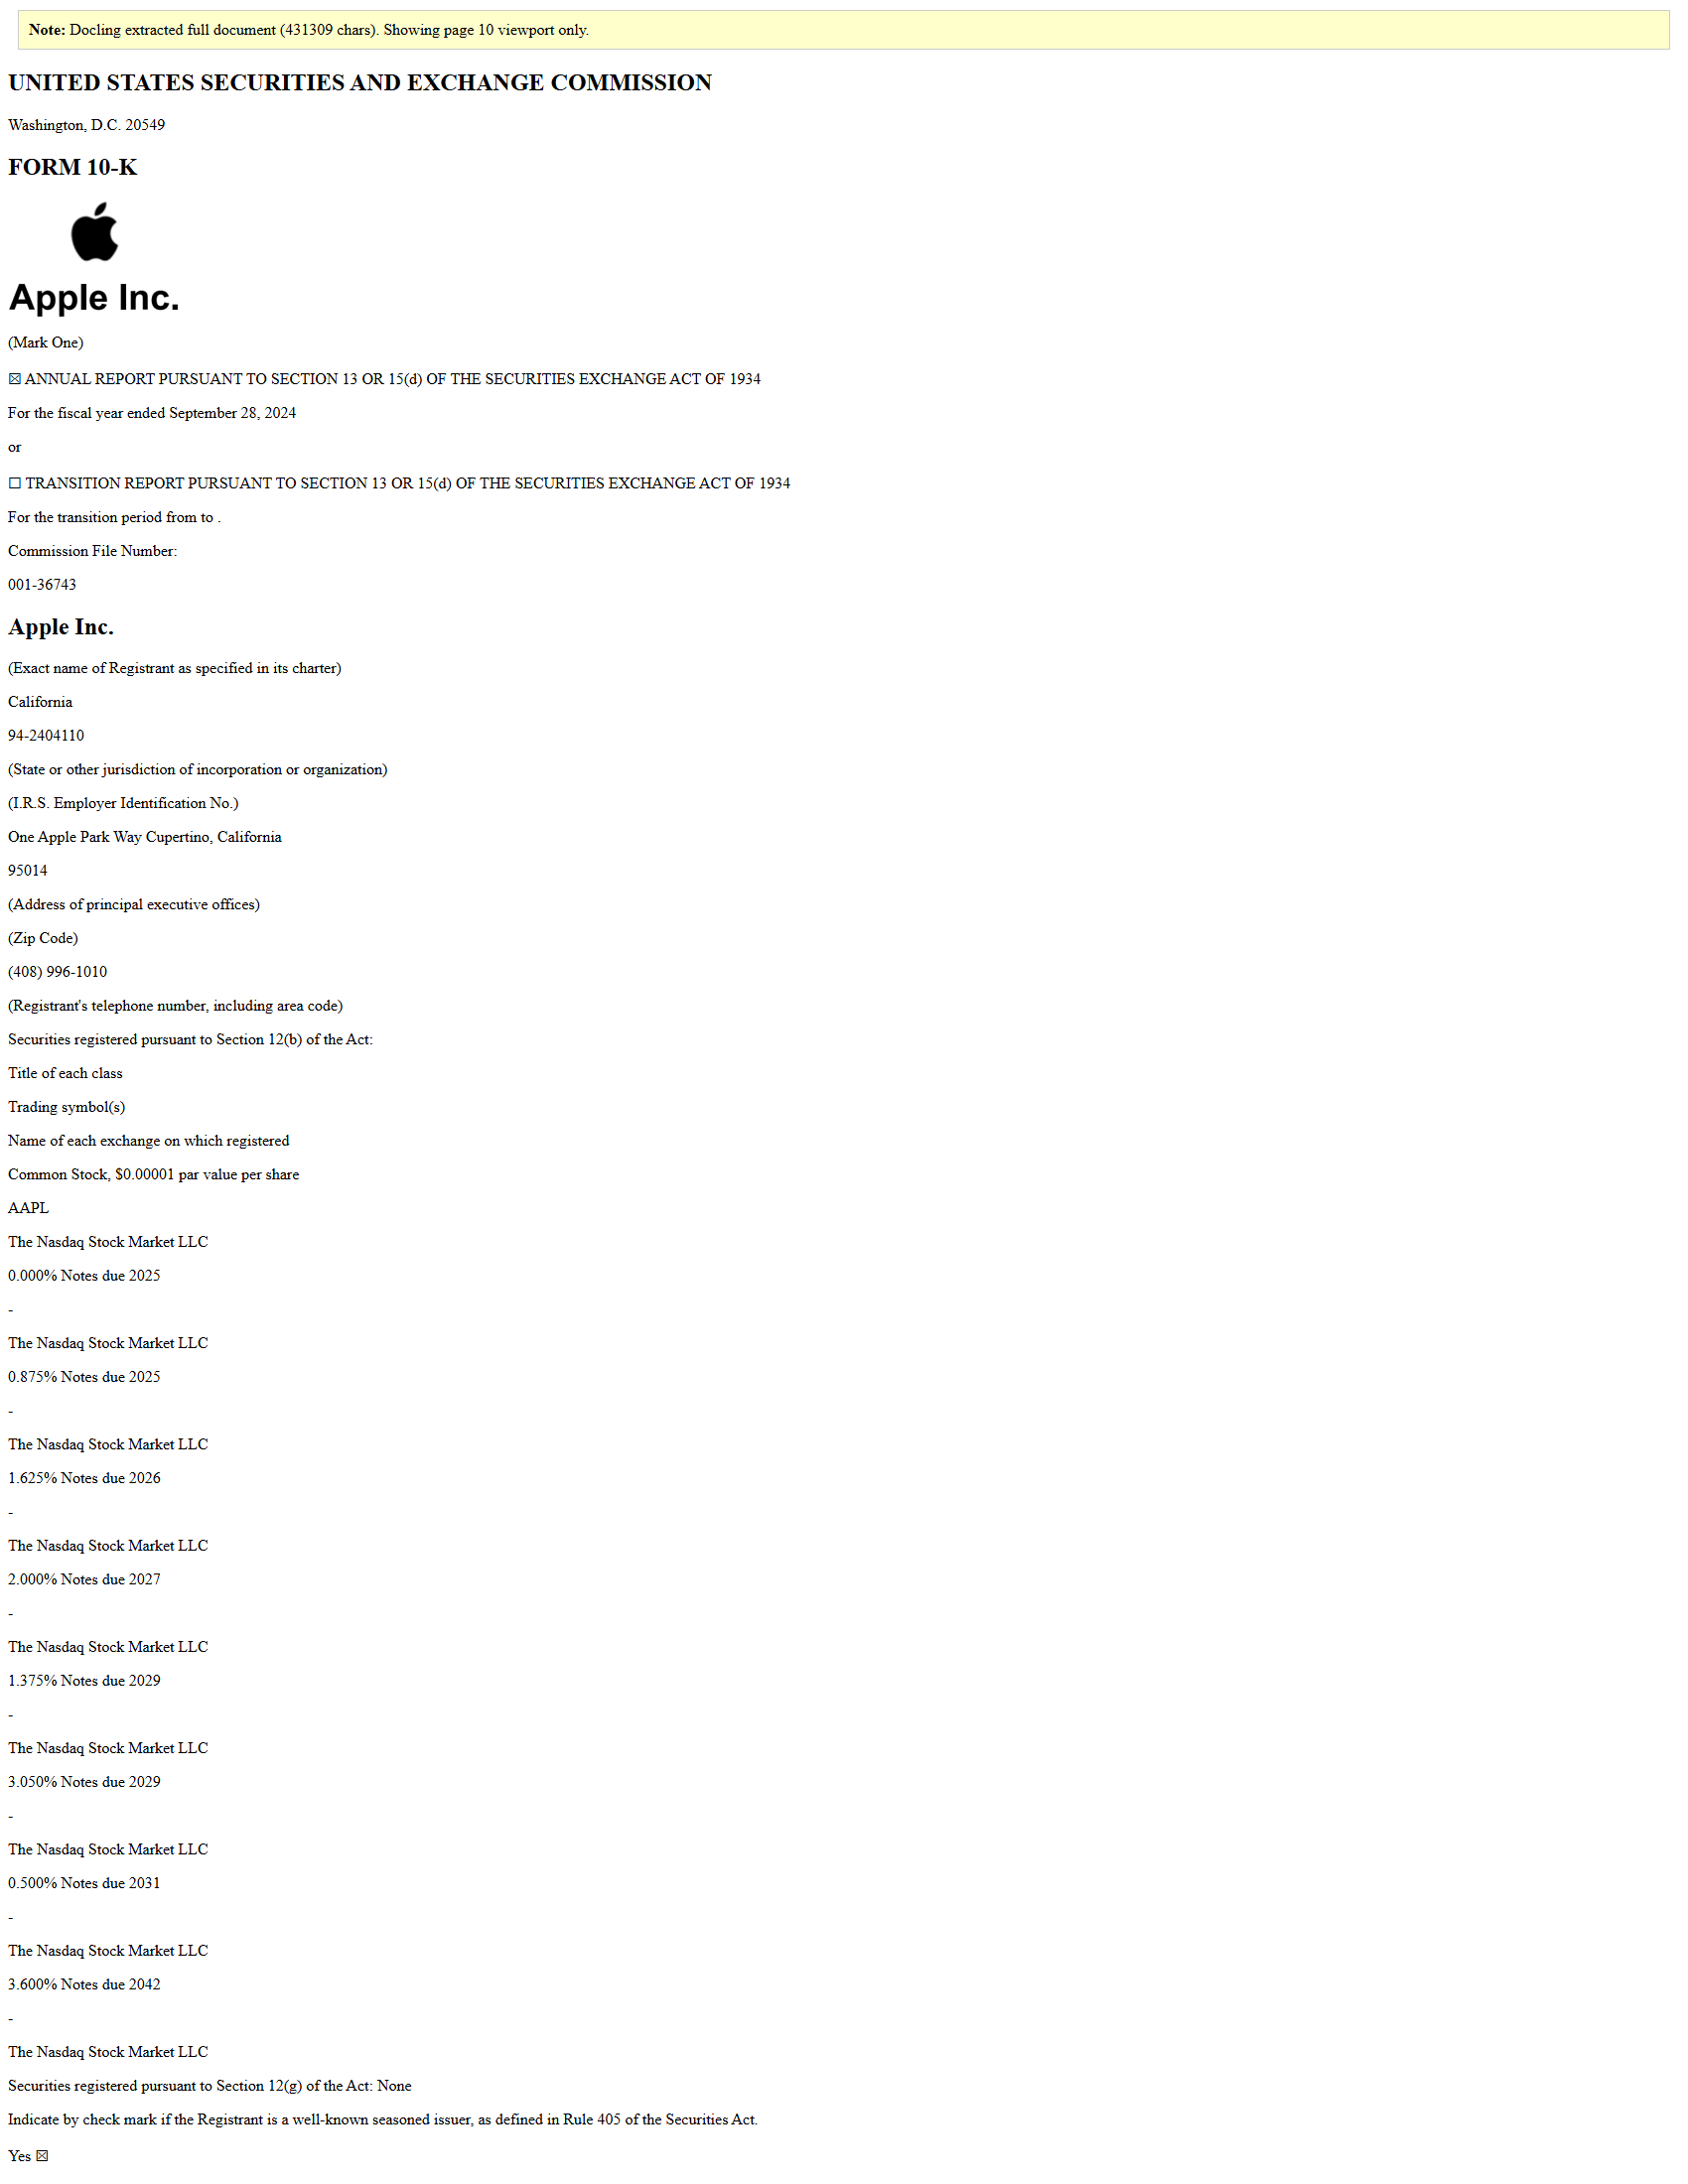 Note: Docling extracted full document (431309 chars). Showing page 10 viewport only.
UNITED STATES SECURITIES AND EXCHANGE COMMISSION
Washington, D.C. 20549
FORM 10-K
Apple Inc.
(Mark One)
☒ ANNUAL REPORT PURSUANT TO SECTION 13 OR 15(d) OF THE SECURITIES EXCHANGE ACT OF 1934
For the fiscal year ended September 28, 2024
or
☐ TRANSITION REPORT PURSUANT TO SECTION 13 OR 15(d) OF THE SECURITIES EXCHANGE ACT OF 1934
For the transition period from to .
Commission File Number:
001-36743
Apple Inc.
(Exact name of Registrant as specified in its charter)
California
94-2404110
(State or other jurisdiction of incorporation or organization)
(I.R.S. Employer Identification No.)
One Apple Park Way Cupertino, California
95014
(Address of principal executive offices)
(Zip Code)
(408) 996-1010
(Registrant's telephone number, including area code)
Securities registered pursuant to Section 12(b) of the Act:
Title of each class
Trading symbol(s)
Name of each exchange on which registered
Common Stock, $0.00001 par value per share
AAPL
The Nasdaq Stock Market LLC
0.000% Notes due 2025
-
The Nasdaq Stock Market LLC
0.875% Notes due 2025
-
The Nasdaq Stock Market LLC
1.625% Notes due 2026
-
The Nasdaq Stock Market LLC
2.000% Notes due 2027
-
The Nasdaq Stock Market LLC
1.375% Notes due 2029
-
The Nasdaq Stock Market LLC
3.050% Notes due 2029
-
The Nasdaq Stock Market LLC
0.500% Notes due 2031
-
The Nasdaq Stock Market LLC
3.600% Notes due 2042
-
The Nasdaq Stock Market LLC
Securities registered pursuant to Section 12(g) of the Act: None
Indicate by check mark if the Registrant is a well-known seasoned issuer, as defined in Rule 405 of the Securities Act.
Yes ☒